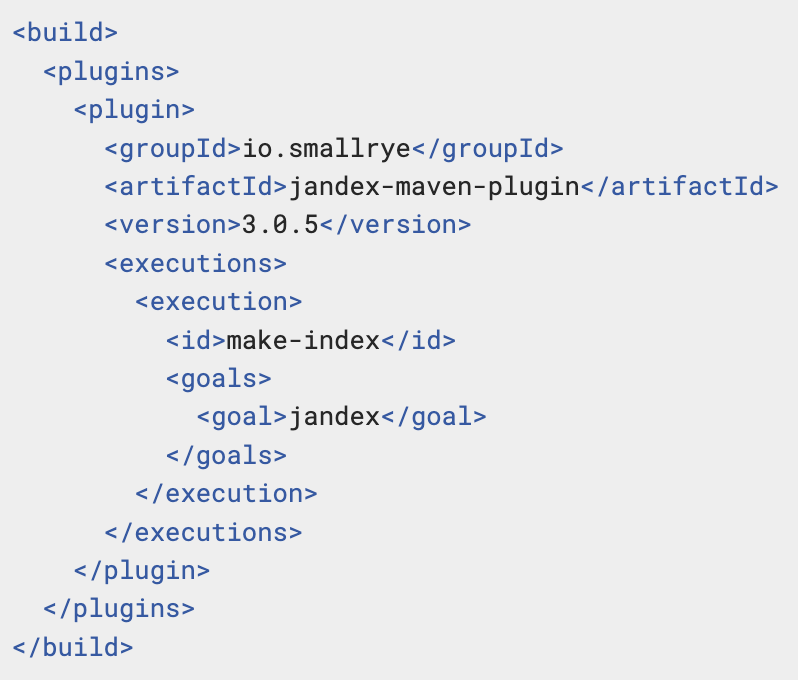 <build>
  <plugins>
    <plugin>
      <groupId>io.smallrye</groupId>
      <artifactId>jandex-maven-plugin</artifactId>
      <version>3.0.5</version>
      <executions>
        <execution>
          <id>make-index</id>
          <goals>
            <goal>jandex</goal>
          </goals>
        </execution>
      </executions>
    </plugin>
  </plugins>
</build>